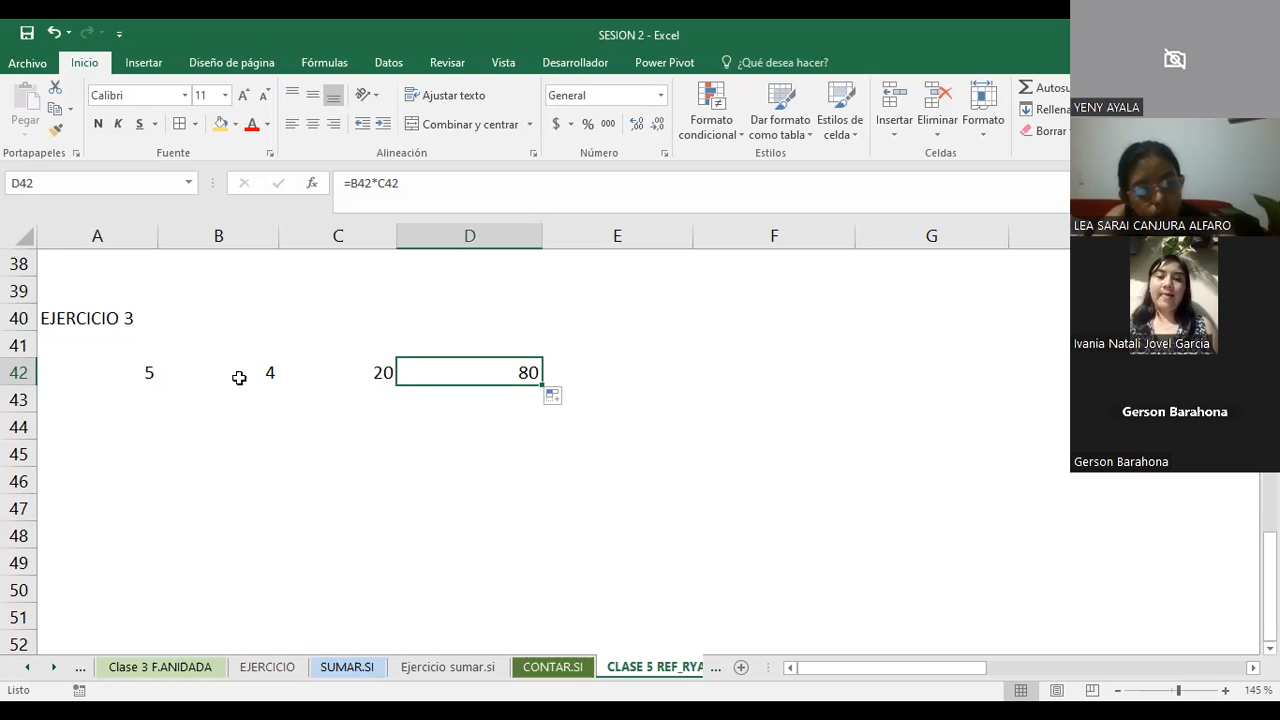 SESION 2 - Excel
Archivo Inicio Insertar Diseño de página Fórmulas Datos Revisar Vista Desarrollador Power Pivot ¿Qué desea hacer?
Pegar
Portapapeles
Calibri 11
N K S
Fuente
Ajustar texto
Combinar y centrar
Alineación
General
$ % 000
Número
Formato condicional
Dar formato como tabla
Estilos de celda
Estilos
Insertar Eliminar Formato
Celdas
Autosu
Rellena
Borrar
D42 fx =B42*C42
A B C D E F G
38
39
40 EJERCICIO 3
41
42 5 4 20 80
43
44
45
46
47
48
49
50
51
52
... Clase 3 F.ANIDADA EJERCICIO SUMAR.SI Ejercicio sumar.si CONTAR.SI CLASE 5 REF_RYA ...
Listo 145 %
YENY AYALA
LEA SARAI CANJURA ALFARO
Ivania Natali Jovel Garcia
Gerson Barahona
Gerson Barahona